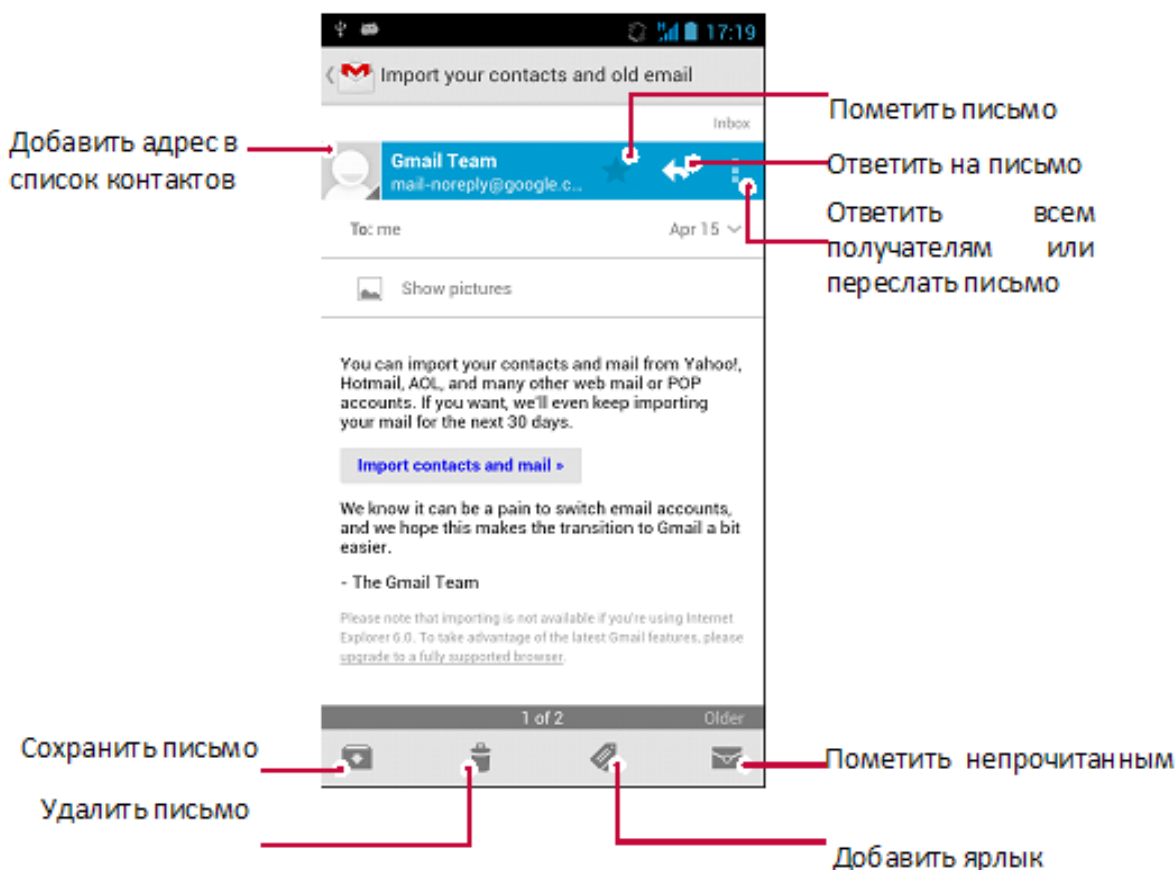 17:19
Import your contacts and old email
Пометить письмо
Inbox
Добавить адрес в
список контактов
Gmail Team
mail-noreply@google.c...
Ответить на письмо
Ответить всем
получателям или
переслать письмо
To: me
Apr 15
Show pictures
You can import your contacts and mail from Yahoo!,
Hotmail, AOL, and many other web mail or POP
accounts. If you want, we'll even keep importing
your mail for the next 30 days.
Import contacts and mail »
We know it can be a pain to switch email accounts,
and we hope this makes the transition to Gmail a bit
easier.
- The Gmail Team
Please note that importing is not available if you're using Internet
Explorer 6.0. To take advantage of the latest Gmail features, please
upgrade to a fully supported browser.
1 of 2
Older
Сохранить письмо
Пометить непрочитанным
Удалить письмо
Добавить ярлык